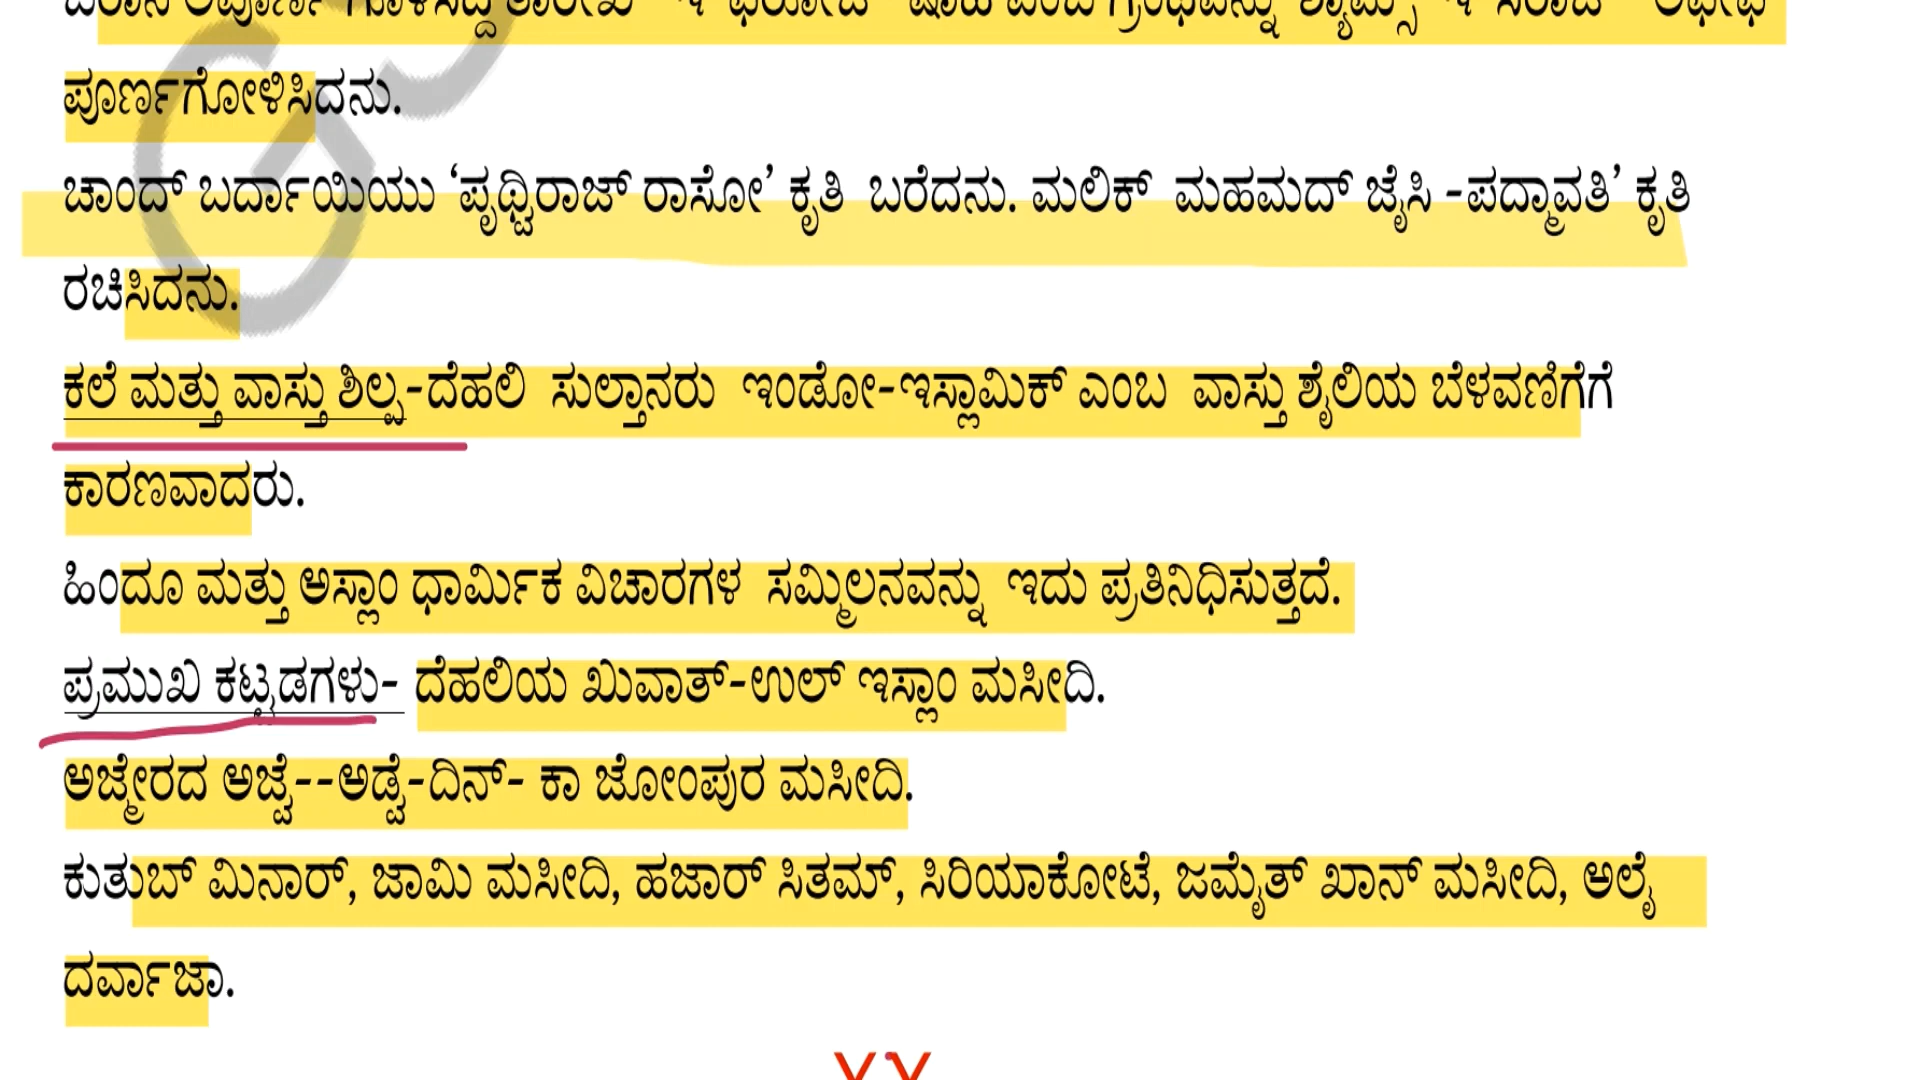 ಪೂರ್ಣಗೋಳಿಸಿದನು.
ಚಾಂದ್ ಬರ್ದಾಯಿಯು ‘ಪೃಥ್ವಿರಾಜ್ ರಾಸೋ’ ಕೃತಿ ಬರೆದನು. ಮಲಿಕ್ ಮಹಮದ್ ಜೈಸಿ -ಪದ್ಮಾವತಿ’ ಕೃತಿ
ರಚಿಸಿದನು.
ಕಲೆ ಮತ್ತು ವಾಸ್ತು ಶಿಲ್ಪ-ದೆಹಲಿ ಸುಲ್ತಾನರು ಇಂಡೋ-ಇಸ್ಲಾಮಿಕ್ ಎಂಬ ವಾಸ್ತು ಶೈಲಿಯ ಬೆಳವಣಿಗೆಗೆ
ಕಾರಣವಾದರು.
ಹಿಂದೂ ಮತ್ತು ಅಸ್ಲಾಂ ಧಾರ್ಮಿಕ ವಿಚಾರಗಳ ಸಮ್ಮಿಲನವನ್ನು ಇದು ಪ್ರತಿನಿಧಿಸುತ್ತದೆ.
ಪ್ರಮುಖ ಕಟ್ಟಡಗಳು- ದೆಹಲಿಯ ಖುವಾತ್-ಉಲ್ ಇಸ್ಲಾಂ ಮಸೀದಿ.
ಅಜ್ಮೇರದ ಅಜ್ವೆ--ಅಡ್ವೆ-ದಿನ್- ಕಾ ಜೋಂಪುರ ಮಸೀದಿ.
ಕುತುಬ್ ಮಿನಾರ್, ಜಾಮಿ ಮಸೀದಿ, ಹಜಾರ್ ಸಿತಮ್, ಸಿರಿಯಾಕೋಟೆ, ಜಮೈತ್ ಖಾನ್ ಮಸೀದಿ, ಅಲೈ
ದರ್ವಾಜಾ.